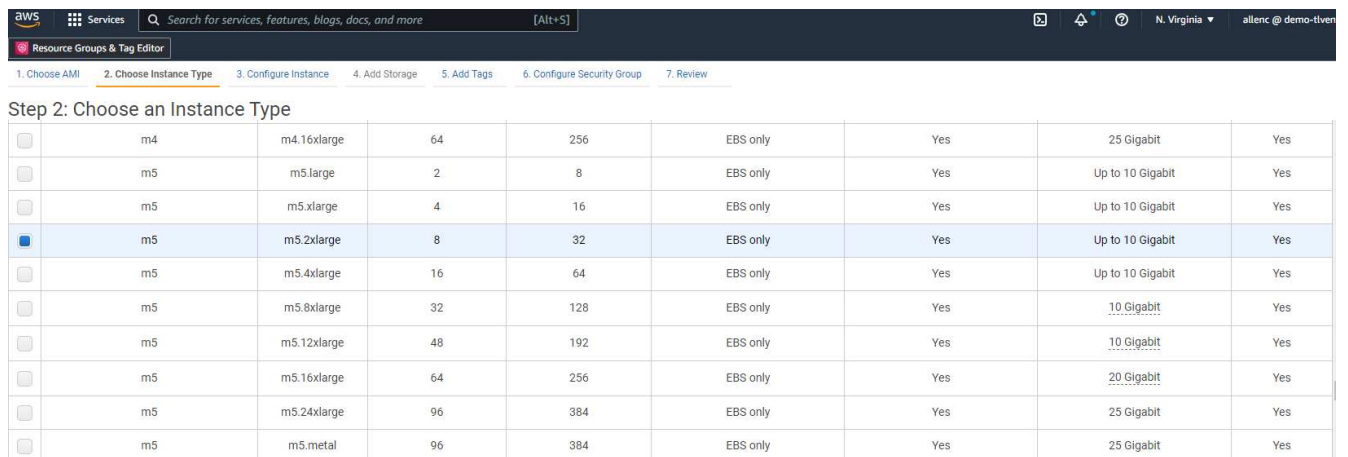 aws Services Search for services, features, blogs, docs, and more [Alt+S] N. Virginia ▼ allenc @ demo-tlven
Resource Groups & Tag Editor
1. Choose AMI 2. Choose Instance Type 3. Configure Instance 4. Add Storage 5. Add Tags 6. Configure Security Group 7. Review
Step 2: Choose an Instance Type
m4 m4.16xlarge 64 256 EBS only Yes 25 Gigabit Yes
m5 m5.large 2 8 EBS only Yes Up to 10 Gigabit Yes
m5 m5.xlarge 4 16 EBS only Yes Up to 10 Gigabit Yes
m5 m5.2xlarge 8 32 EBS only Yes Up to 10 Gigabit Yes
m5 m5.4xlarge 16 64 EBS only Yes Up to 10 Gigabit Yes
m5 m5.8xlarge 32 128 EBS only Yes 10 Gigabit Yes
m5 m5.12xlarge 48 192 EBS only Yes 10 Gigabit Yes
m5 m5.16xlarge 64 256 EBS only Yes 20 Gigabit Yes
m5 m5.24xlarge 96 384 EBS only Yes 25 Gigabit Yes
m5 m5.metal 96 384 EBS only Yes 25 Gigabit Yes